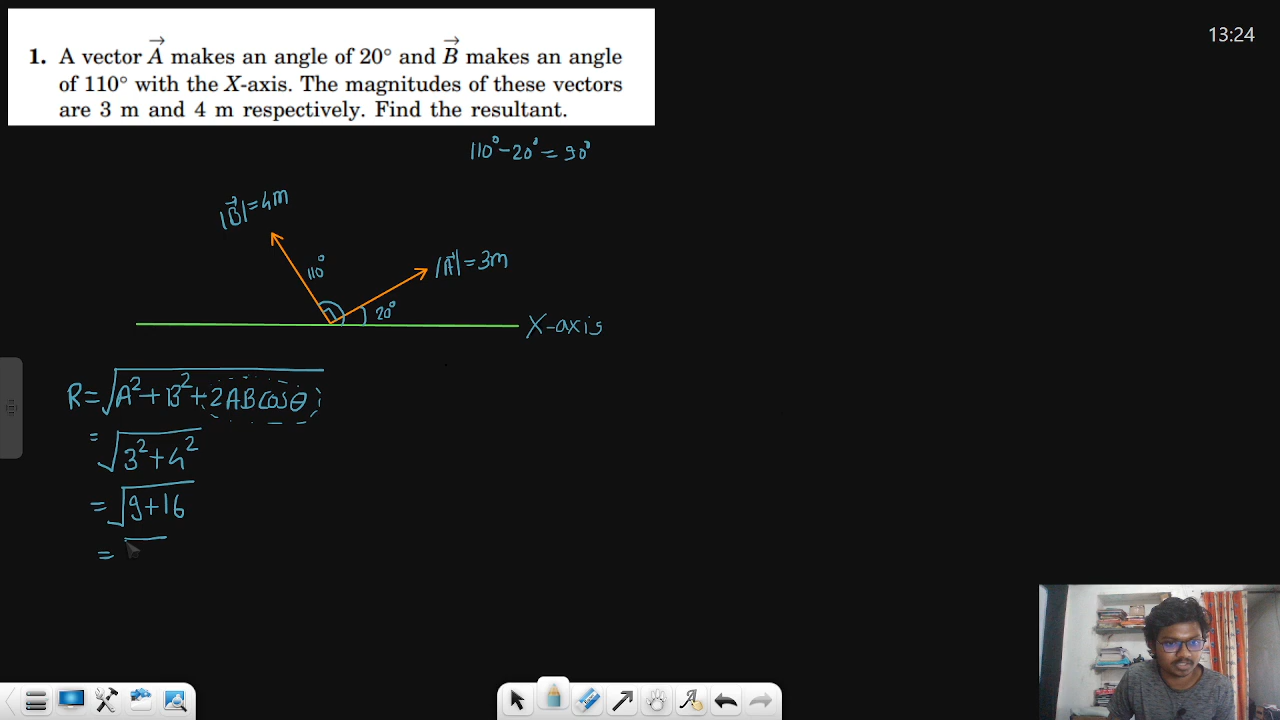 13:24
1. A vector A⃗ makes an angle of 20° and B⃗ makes an angle
of 110° with the X-axis. The magnitudes of these vectors
are 3 m and 4 m respectively. Find the resultant.
110° - 20° = 90°
|B⃗| = 4m
|A⃗| = 3m
110°
20°
X-axis
R = √(A² + B² + 2ABCosθ)
= √(3² + 4²)
= √(9 + 16)
=